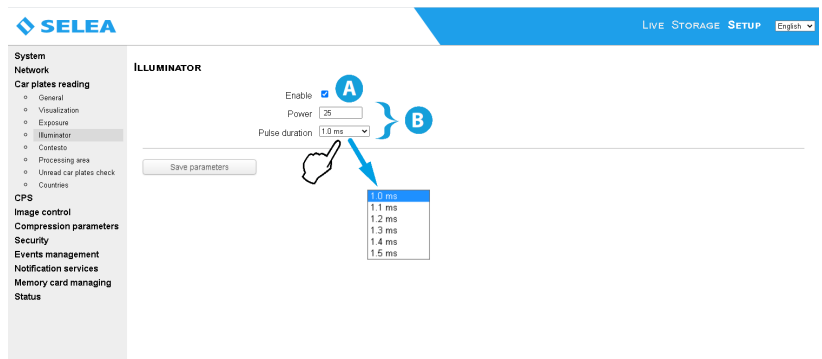 SELEA
LIVE STORAGE SETUP English
System
Network
Car plates reading
General
Visualization
Exposure
Illuminator
Contesto
Processing area
Unread car plates check
Countries
CPS
Image control
Compression parameters
Security
Events management
Notification services
Memory card managing
Status
ILLUMINATOR
Enable A
Power 25
B
Pulse duration 1.0 ms
Save parameters
1.0 ms
1.1 ms
1.2 ms
1.3 ms
1.4 ms
1.5 ms